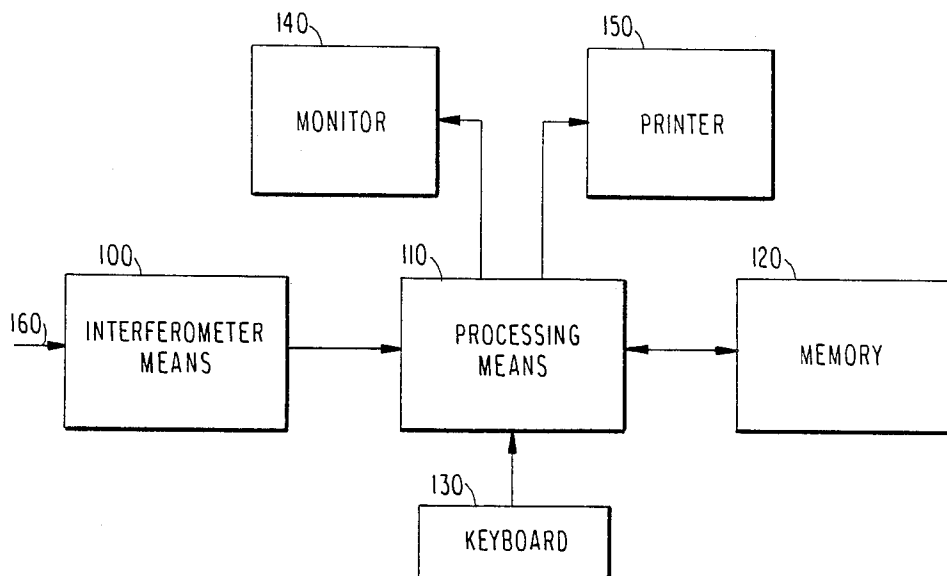 140
150
MONITOR
PRINTER
100
110
120
160
INTERFEROMETER
MEANS
PROCESSING
MEANS
MEMORY
130
KEYBOARD